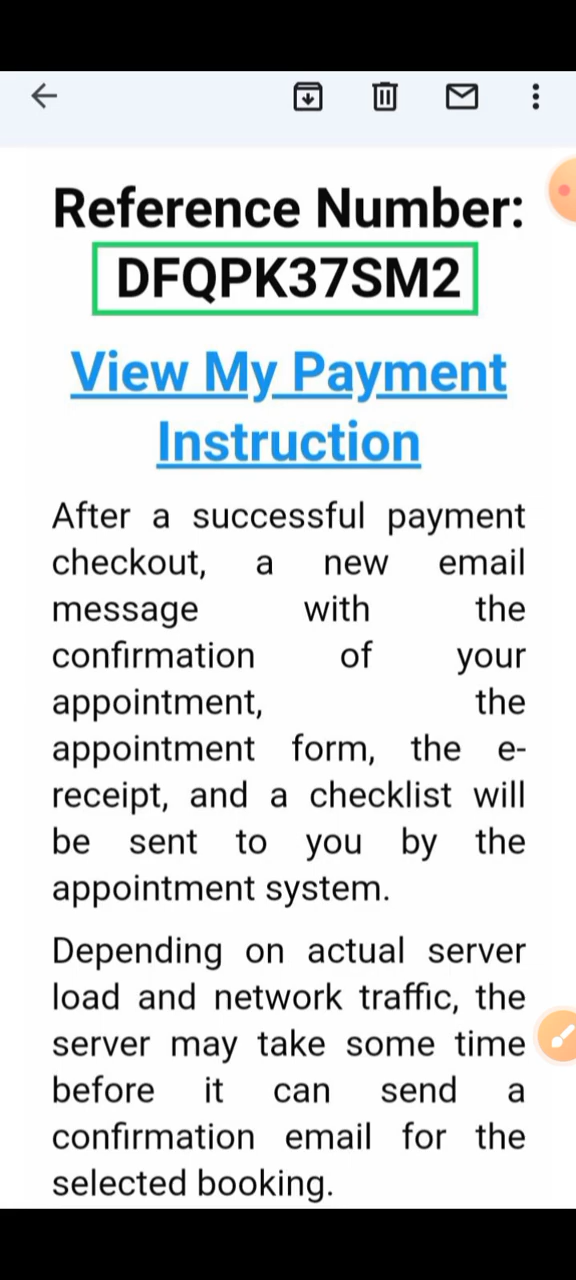 Reference Number:
DFQPK37SM2
View My Payment
Instruction
After a successful payment
checkout, a new email
message with the
confirmation of your
appointment, the
appointment form, the e-
receipt, and a checklist will
be sent to you by the
appointment system.
Depending on actual server
load and network traffic, the
server may take some time
before it can send a
confirmation email for the
selected booking.